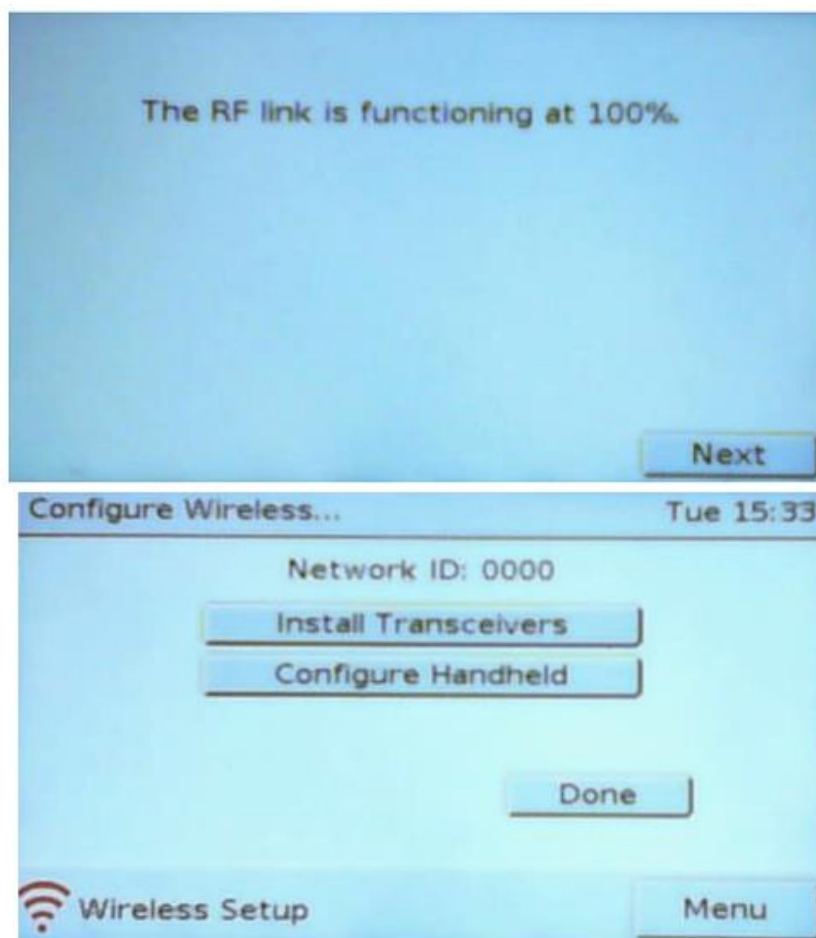 The RF link is functioning at 100%.
Next
Configure Wireless...
Tue 15:33
Network ID: 0000
Install Transceivers
Configure Handheld
Done
Wireless Setup
Menu